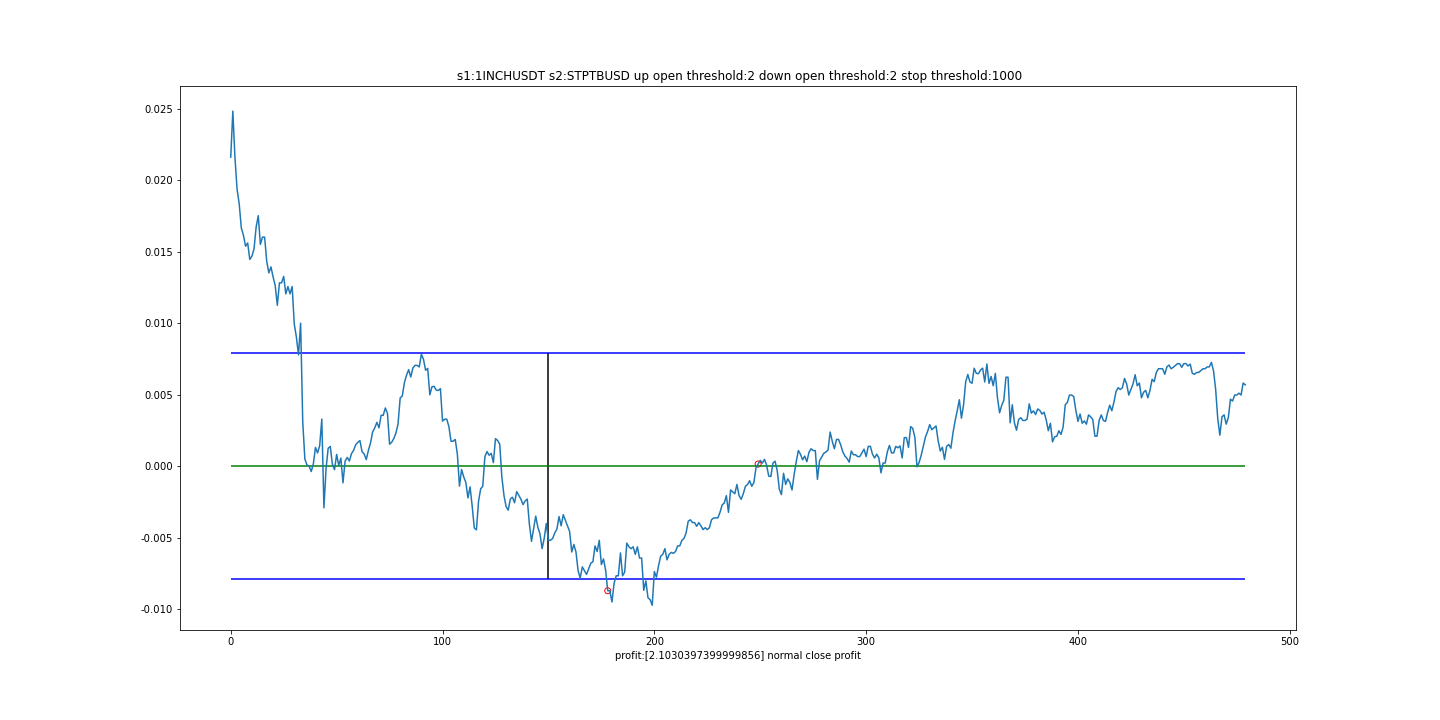 s1:1INCHUSDT s2:STPTBUSD up open threshold:2 down open threshold:2 stop threshold:1000
0.025
0.020
0.015
0.010
0.005
0.000
-0.005
-0.010
0 100 200 300 400 500
profit:[2.1030397399999856] normal close profit